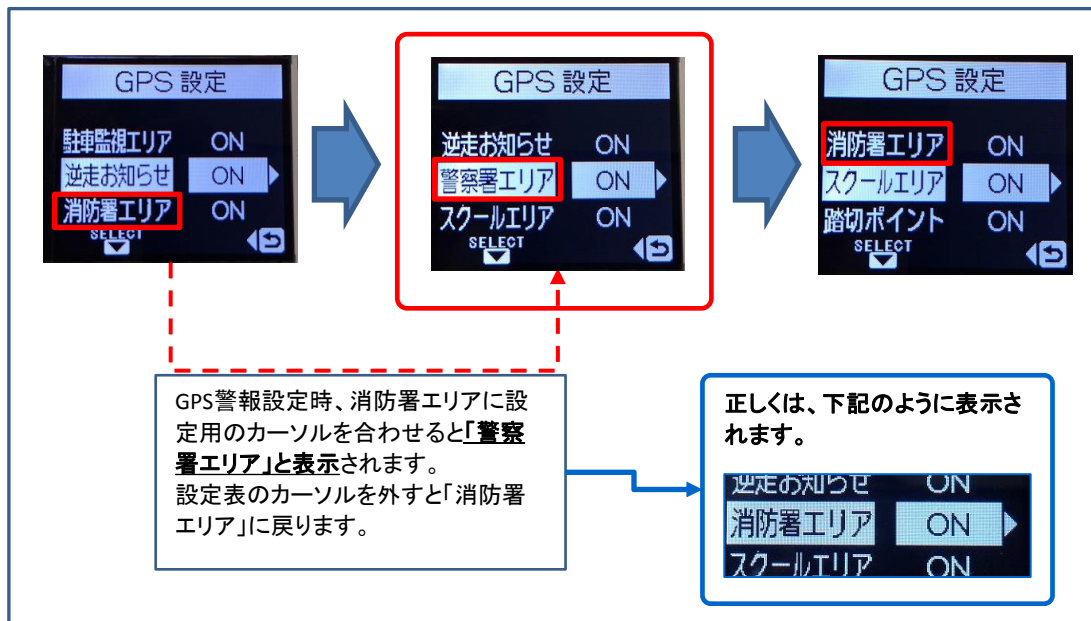 GPS 設定
駐車監視エリア ON
逆走お知らせ ON
消防署エリア ON
SELECT
GPS 設定
逆走お知らせ ON
警察署エリア ON
スクールエリア ON
SELECT
GPS 設定
消防署エリア ON
スクールエリア ON
踏切ポイント ON
SELECT
GPS警報設定時、消防署エリアに設
定用のカーソルを合わせると「警察
署エリア」と表示されます。
設定表のカーソルを外すと「消防署
エリア」に戻ります。
正しくは、下記のように表示さ
れます。
逆走お知らせ ON
消防署エリア ON
スクールエリア ON